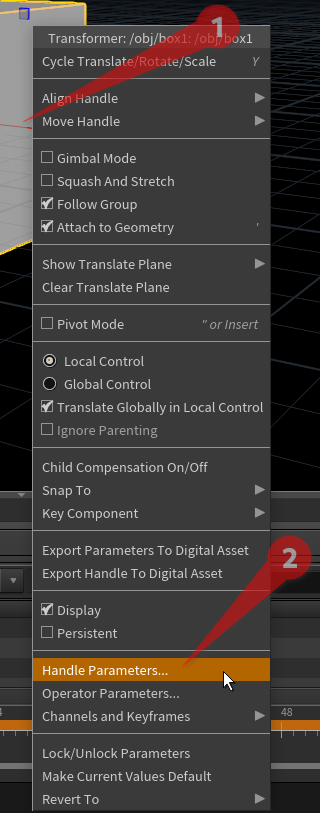 1
Transformer: /obj/box1: /obj/box1
Cycle Translate/Rotate/Scale Y
Align Handle
Move Handle
Gimbal Mode
Squash And Stretch
Follow Group
Attach to Geometry '
Show Translate Plane
Clear Translate Plane
Pivot Mode " or Insert
Local Control
Global Control
Translate Globally in Local Control
Ignore Parenting
Child Compensation On/Off
Snap To
Key Component
Export Parameters To Digital Asset
2
Export Handle To Digital Asset
Display
Persistent
Handle Parameters...
Operator Parameters...
Channels and Keyframes
4 48
Lock/Unlock Parameters
Make Current Values Default
Revert To